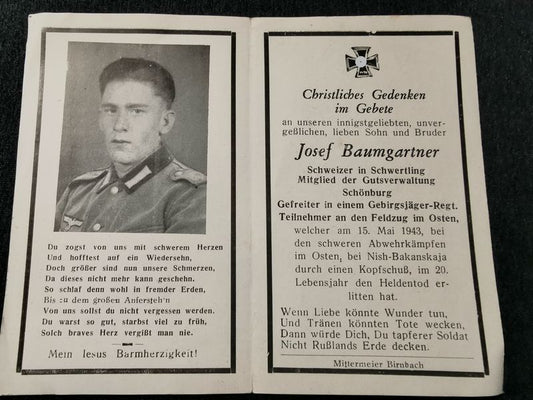 Du zogst von uns mit schwerem Herzen
Und hofftest auf ein Wiedersehn,
Doch größer sind nun unsere Schmerzen,
Da dieses nicht mehr kann geschehn.
So schlaf denn wohl in fremder Erden,
Bis zu dem großen Auferstehn
Von uns sollst du nicht vergessen werden.
Du warst so gut, starbst viel zu früh,
Solch braves Herz vergißt man nie.
Mein Jesus Barmherzigkeit!
Christliches Gedenken
im Gebete
an unseren innigstgeliebten, unver-
geßlichen, lieben Sohn und Bruder
Josef Baumgartner
Schweizer in Schwertling
Mitglied der Gutsverwaltung
Schönburg
Gefreiter in einem Gebirgsjäger-Regt.
Teilnehmer an den Feldzug im Osten,
welcher am 15. Mai 1943, bei
den schweren Abwehrkämpfen
im Osten, bei Nish-Bakanskaja
durch einen Kopfschuß, im 20.
Lebensjahr den Heldentod er-
litten hat.
Wenn Liebe könnte Wunder tun,
Und Tränen könnten Tote wecken,
Dann würde Dich, Du tapferer Soldat
Nicht Rußlands Erde decken.
Mittermeier Birnbach